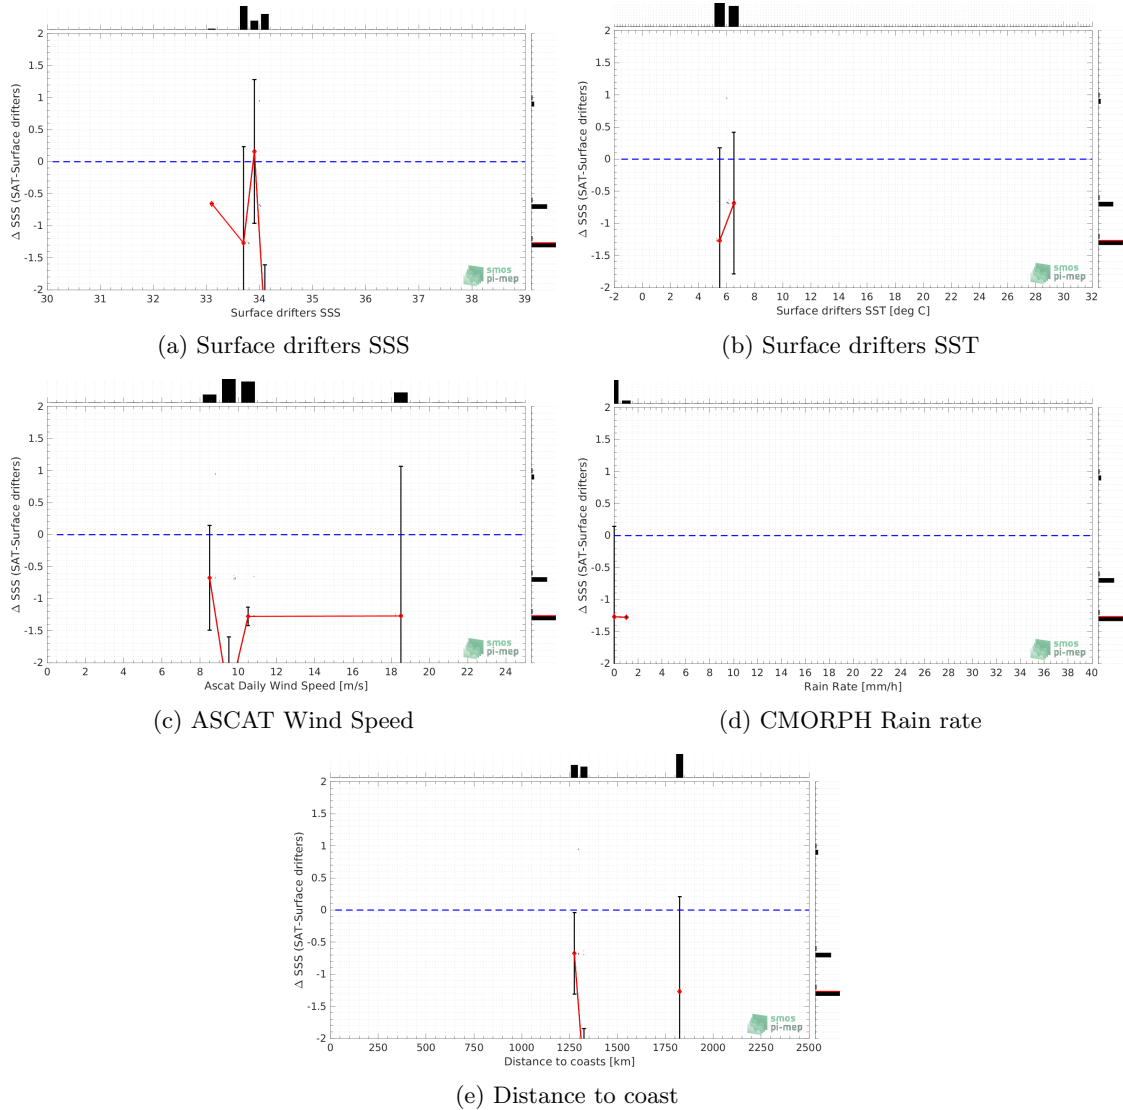 2
1.5
1
0.5
0
-0.5
-1
-1.5
-2
Δ SSS (SAT-Surface drifters)
30 31 32 33 34 35 36 37 38 39
Surface drifters SSS
smos
pi-mep
(a) Surface drifters SSS
2
1.5
1
0.5
0
-0.5
-1
-1.5
-2
Δ SSS (SAT-Surface drifters)
-2 0 2 4 6 8 10 12 14 16 18 20 22 24 26 28 30 32
Surface drifters SST [deg C]
smos
pi-mep
(b) Surface drifters SST
2
1.5
1
0.5
0
-0.5
-1
-1.5
-2
Δ SSS (SAT-Surface drifters)
0 2 4 6 8 10 12 14 16 18 20 22 24
Ascat Daily Wind Speed [m/s]
smos
pi-mep
(c) ASCAT Wind Speed
2
1.5
1
0.5
0
-0.5
-1
-1.5
-2
Δ SSS (SAT-Surface drifters)
0 2 4 6 8 10 12 14 16 18 20 22 24 26 28 30 32 34 36 38 40
Rain Rate [mm/h]
smos
pi-mep
(d) CMORPH Rain rate
2
1.5
1
0.5
0
-0.5
-1
-1.5
-2
Δ SSS (SAT-Surface drifters)
0 250 500 750 1000 1250 1500 1750 2000 2250 2500
Distance to coasts [km]
smos
pi-mep
(e) Distance to coast